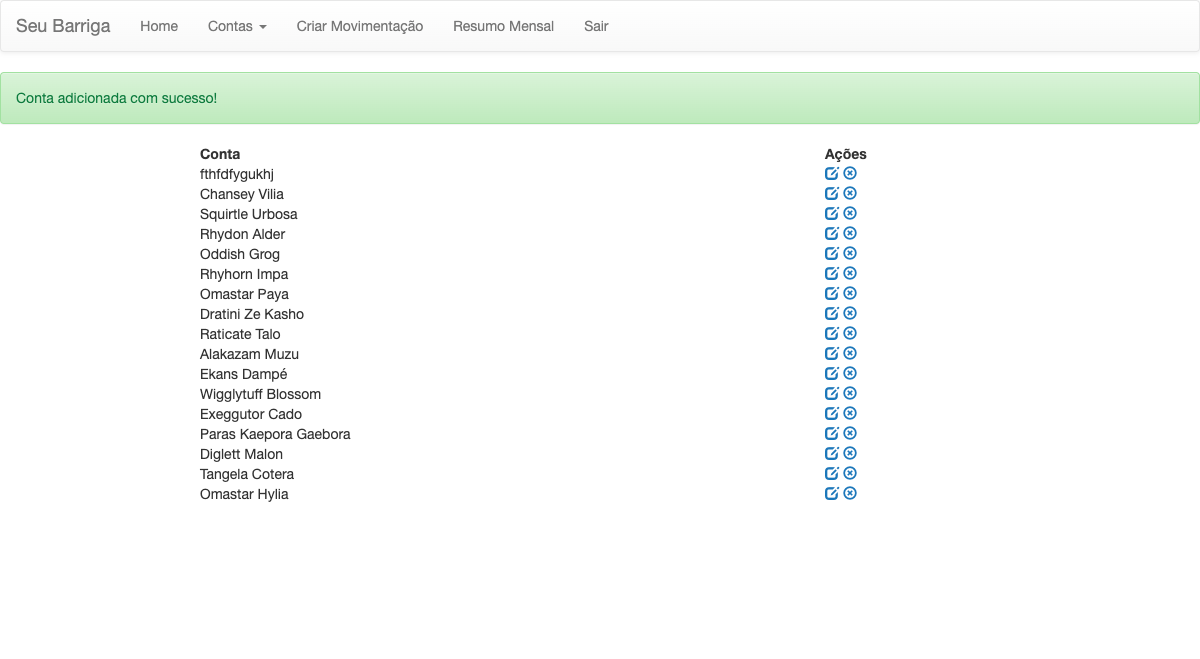 Seu Barriga Home Contas Criar Movimentação Resumo Mensal Sair
Conta adicionada com sucesso!
Conta Ações
fthfdfygukhj
Chansey Vilia
Squirtle Urbosa
Rhydon Alder
Oddish Grog
Rhyhorn Impa
Omastar Paya
Dratini Ze Kasho
Raticate Talo
Alakazam Muzu
Ekans Dampé
Wigglytuff Blossom
Exeggutor Cado
Paras Kaepora Gaebora
Diglett Malon
Tangela Cotera
Omastar Hylia